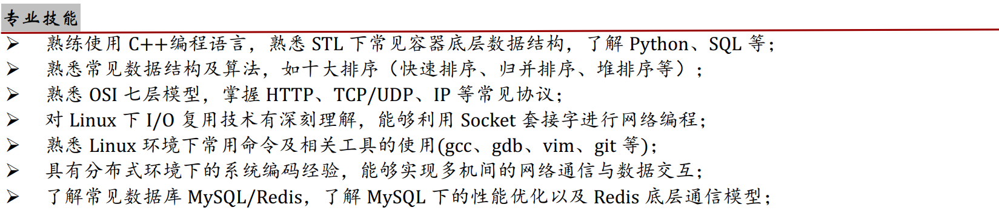 专业技能
➢ 熟练使用 C++编程语言，熟悉 STL 下常见容器底层数据结构，了解 Python、SQL 等；
➢ 熟悉常见数据结构及算法，如十大排序（快速排序、归并排序、堆排序等）；
➢ 熟悉 OSI 七层模型，掌握 HTTP、TCP/UDP、IP 等常见协议；
➢ 对 Linux 下 I/O 复用技术有深刻理解，能够利用 Socket 套接字进行网络编程；
➢ 熟悉 Linux 环境下常用命令及相关工具的使用(gcc、gdb、vim、git 等)；
➢ 具有分布式环境下的系统编码经验，能够实现多机间的网络通信与数据交互；
➢ 了解常见数据库 MySQL/Redis，了解 MySQL 下的性能优化以及 Redis 底层通信模型；